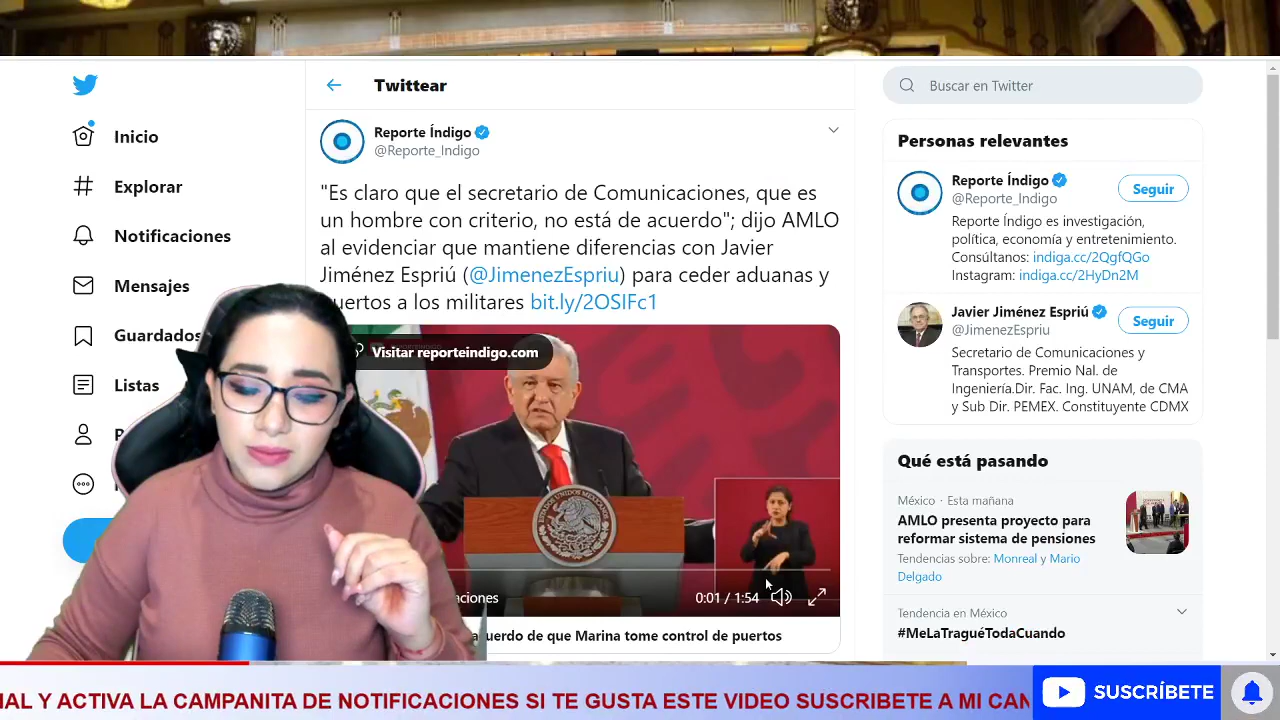 Inicio
Explorar
Notificaciones
Mensajes
Guardados
Listas
Twittear
Reporte Índigo
@Reporte_Indigo
"Es claro que el secretario de Comunicaciones, que es
un hombre con criterio, no está de acuerdo"; dijo AMLO
al evidenciar que mantiene diferencias con Javier
Jiménez Espriú (@JimenezEspriu) para ceder aduanas y
puertos a los militares bit.ly/2OSIFc1
Visitar reporteindigo.com
0:01 / 1:54
de que Marina tome control de puertos
Buscar en Twitter
Personas relevantes
Reporte Índigo
@Reporte_Indigo
Seguir
Reporte Índigo es investigación,
política, economía y entretenimiento.
Consúltanos: indiga.cc/2QgfQGo
Instagram: indiga.cc/2HyDn2M
Javier Jiménez Espriú
@JimenezEspriu
Seguir
Secretario de Comunicaciones y
Transportes. Premio Nal. de
Ingeniería.Dir. Fac. Ing. UNAM, de CMA
y Sub Dir. PEMEX. Constituyente CDMX
Qué está pasando
México · Esta mañana
AMLO presenta proyecto para
reformar sistema de pensiones
Tendencias sobre: Monreal y Mario
Delgado
Tendencia en México
#MeLaTraguéTodaCuando
Y ACTIVA LA CAMPANITA DE NOTIFICACIONES SI TE GUSTA ESTE VIDEO SUSCRIBETE A MI
SUSCRÍBETE